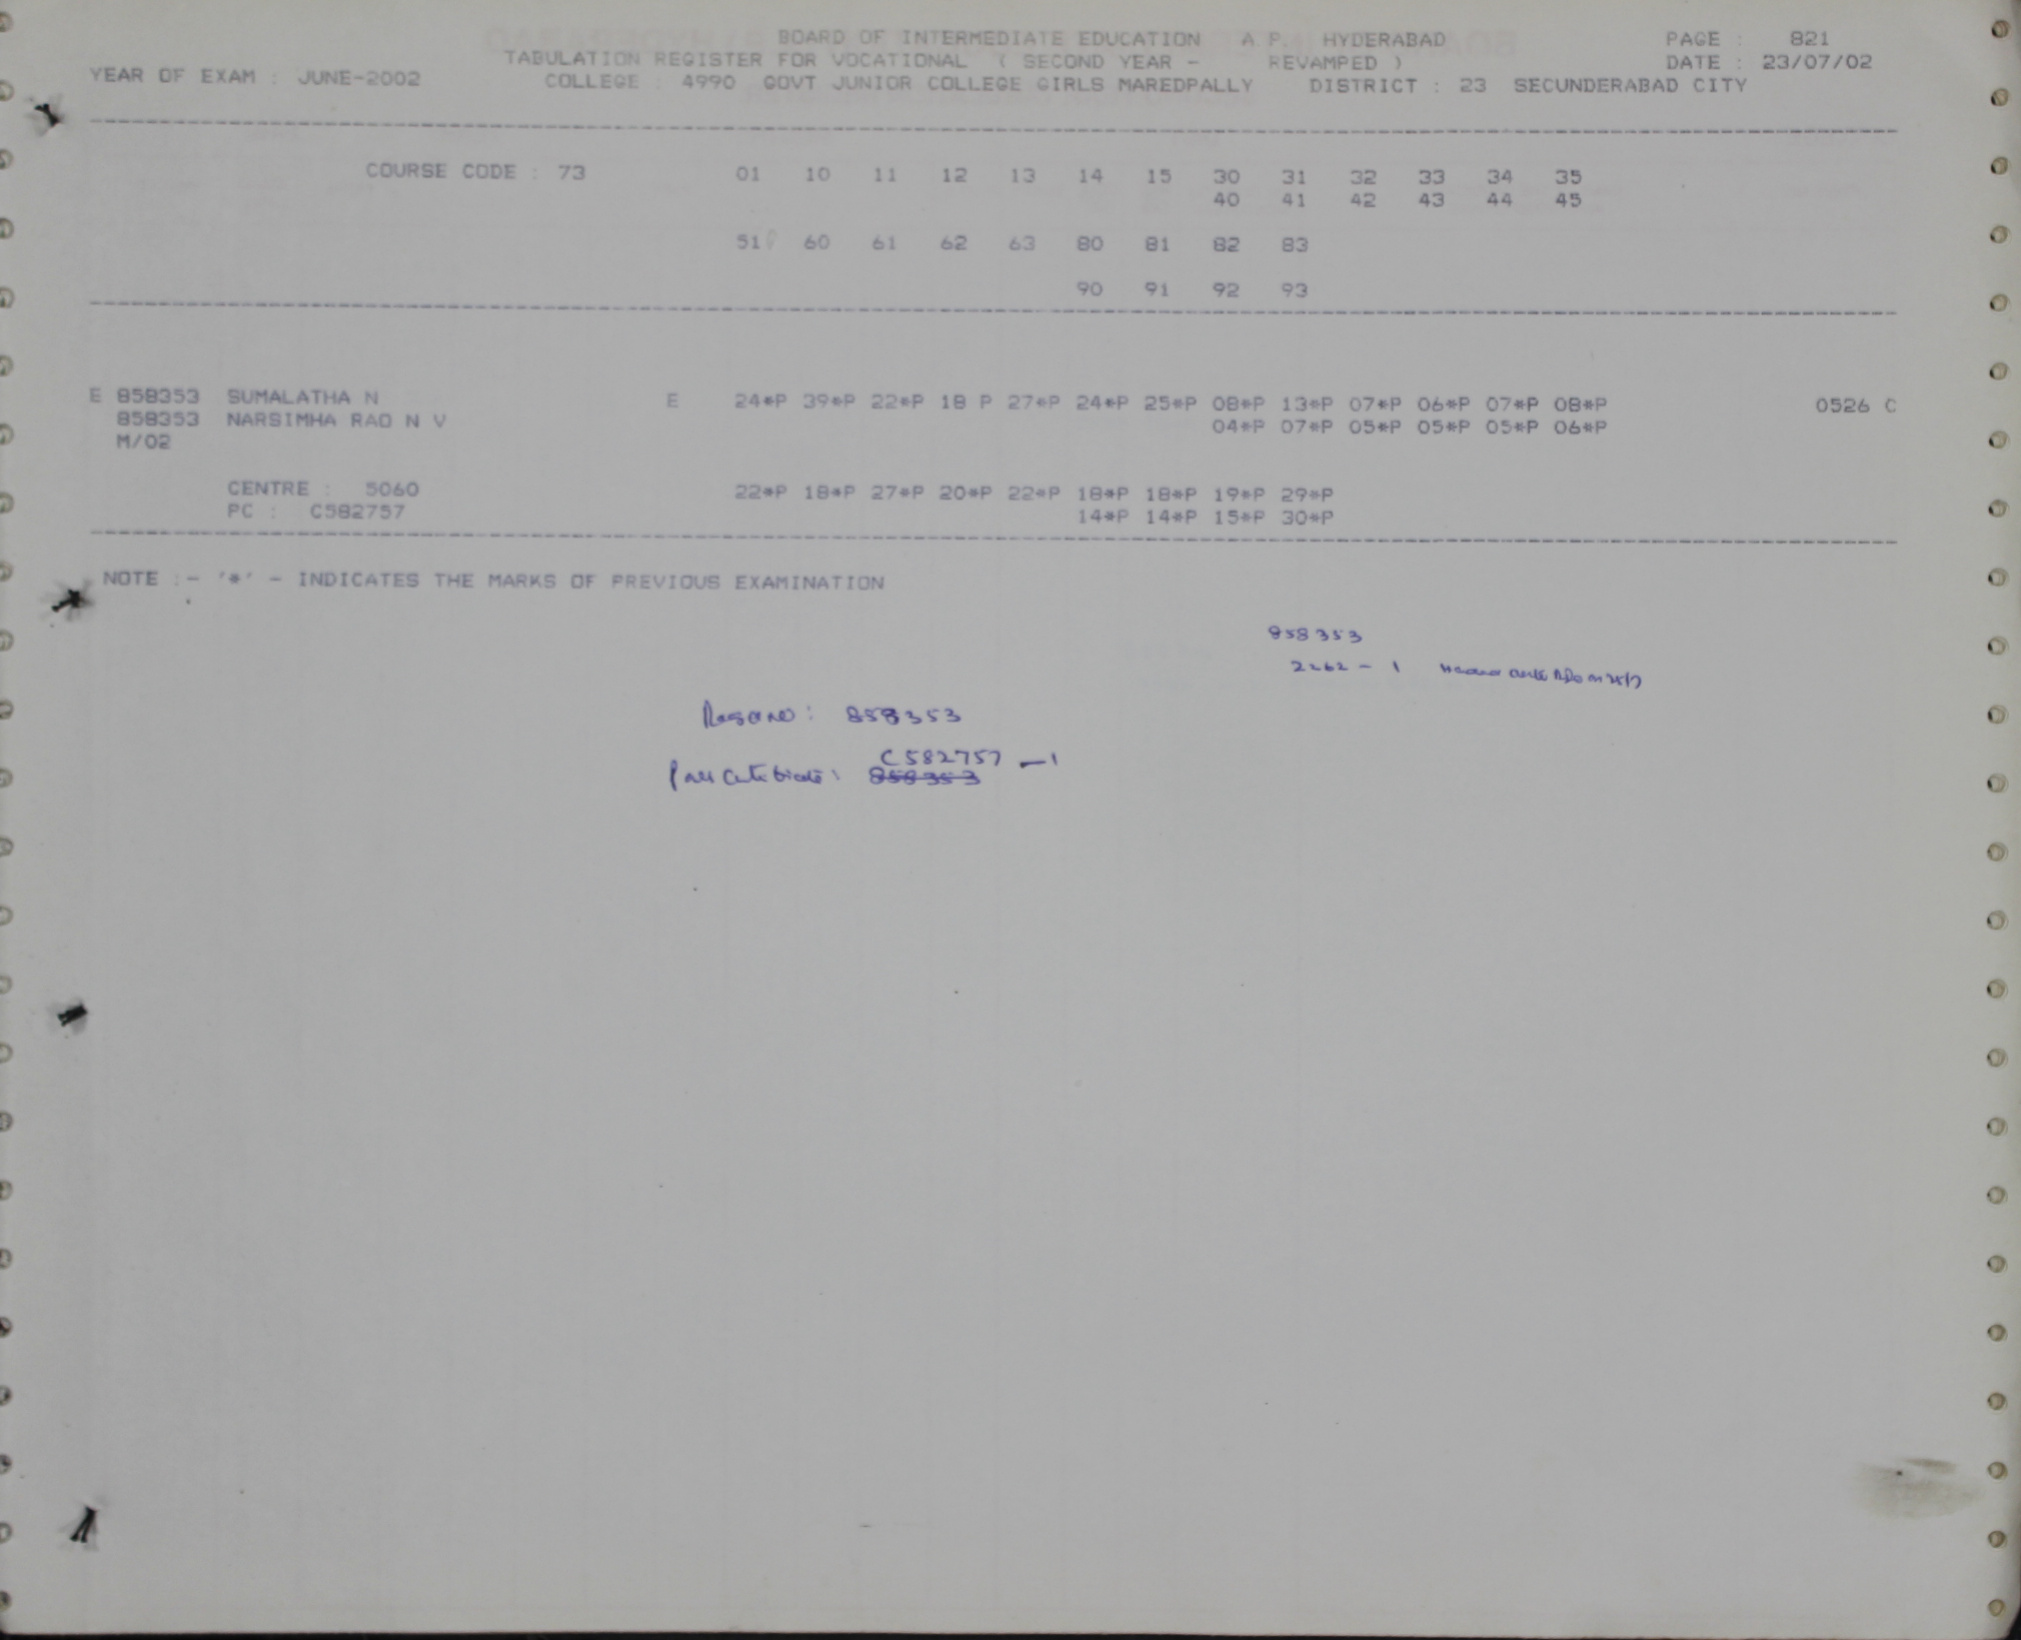 BOARD OF INTERMEDIATE EDUCATION A.P. HYDERABAD PAGE : 821
TABULATION REGISTER FOR VOCATIONAL ( SECOND YEAR - REVAMPED ) DATE : 23/07/02
YEAR OF EXAM : JUNE-2002 COLLEGE : 4990 GOVT JUNIOR COLLEGE GIRLS MAREDPALLY DISTRICT : 23 SECUNDERABAD CITY
COURSE CODE : 73 01 10 11 12 13 14 15 30 31 32 33 34 35
40 41 42 43 44 45
51 60 61 62 63 80 81 82 83
90 91 92 93
E 858353 SUMALATHA N E 24*P 39*P 22*P 18 P 27*P 24*P 25*P 08*P 13*P 07*P 06*P 07*P 08*P 0526 C
858353 NARSIMHA RAO N V 04*P 07*P 05*P 05*P 05*P 06*P
M/02
CENTRE : 5060 22*P 18*P 27*P 20*P 22*P 18*P 18*P 19*P 29*P
PC : C582757 14*P 14*P 15*P 30*P
NOTE :- '*' - INDICATES THE MARKS OF PREVIOUS EXAMINATION
858353
2262 - 1
858353
C582757 - 1
858353